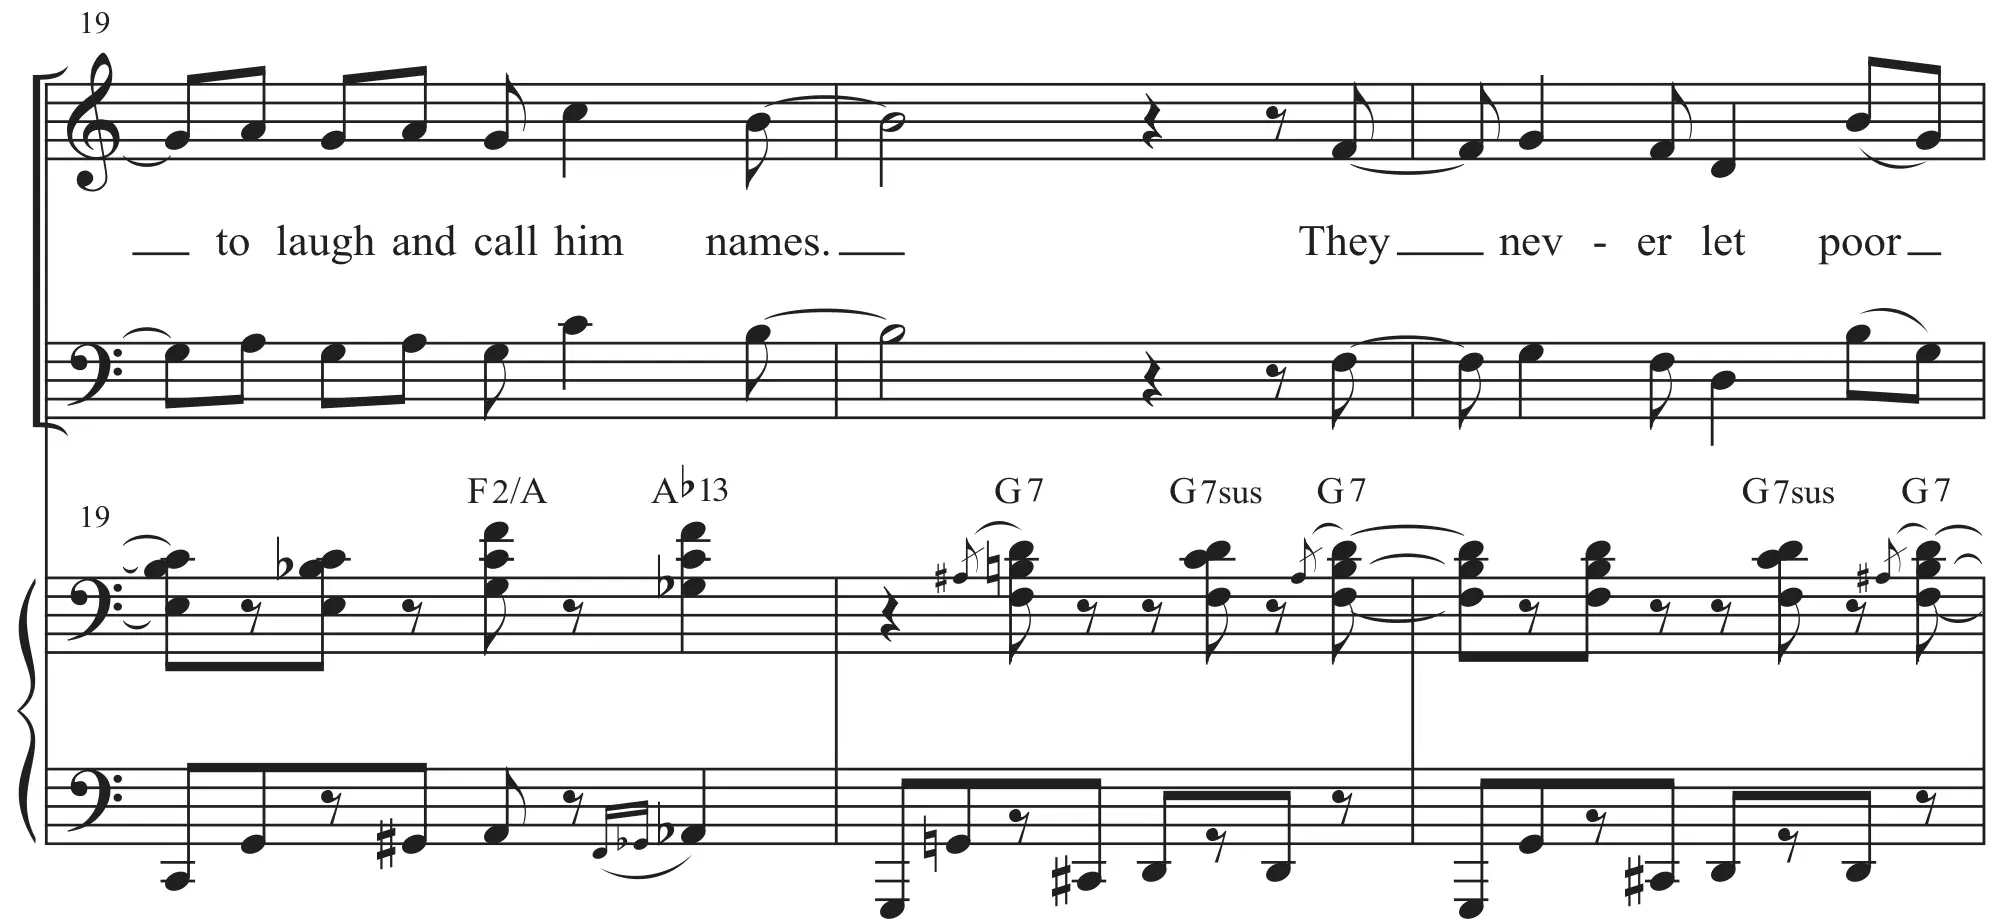 19
to laugh and call him names. They nev - er let poor
F2/A A♭13 G7 G7sus G7 G7sus G7
19